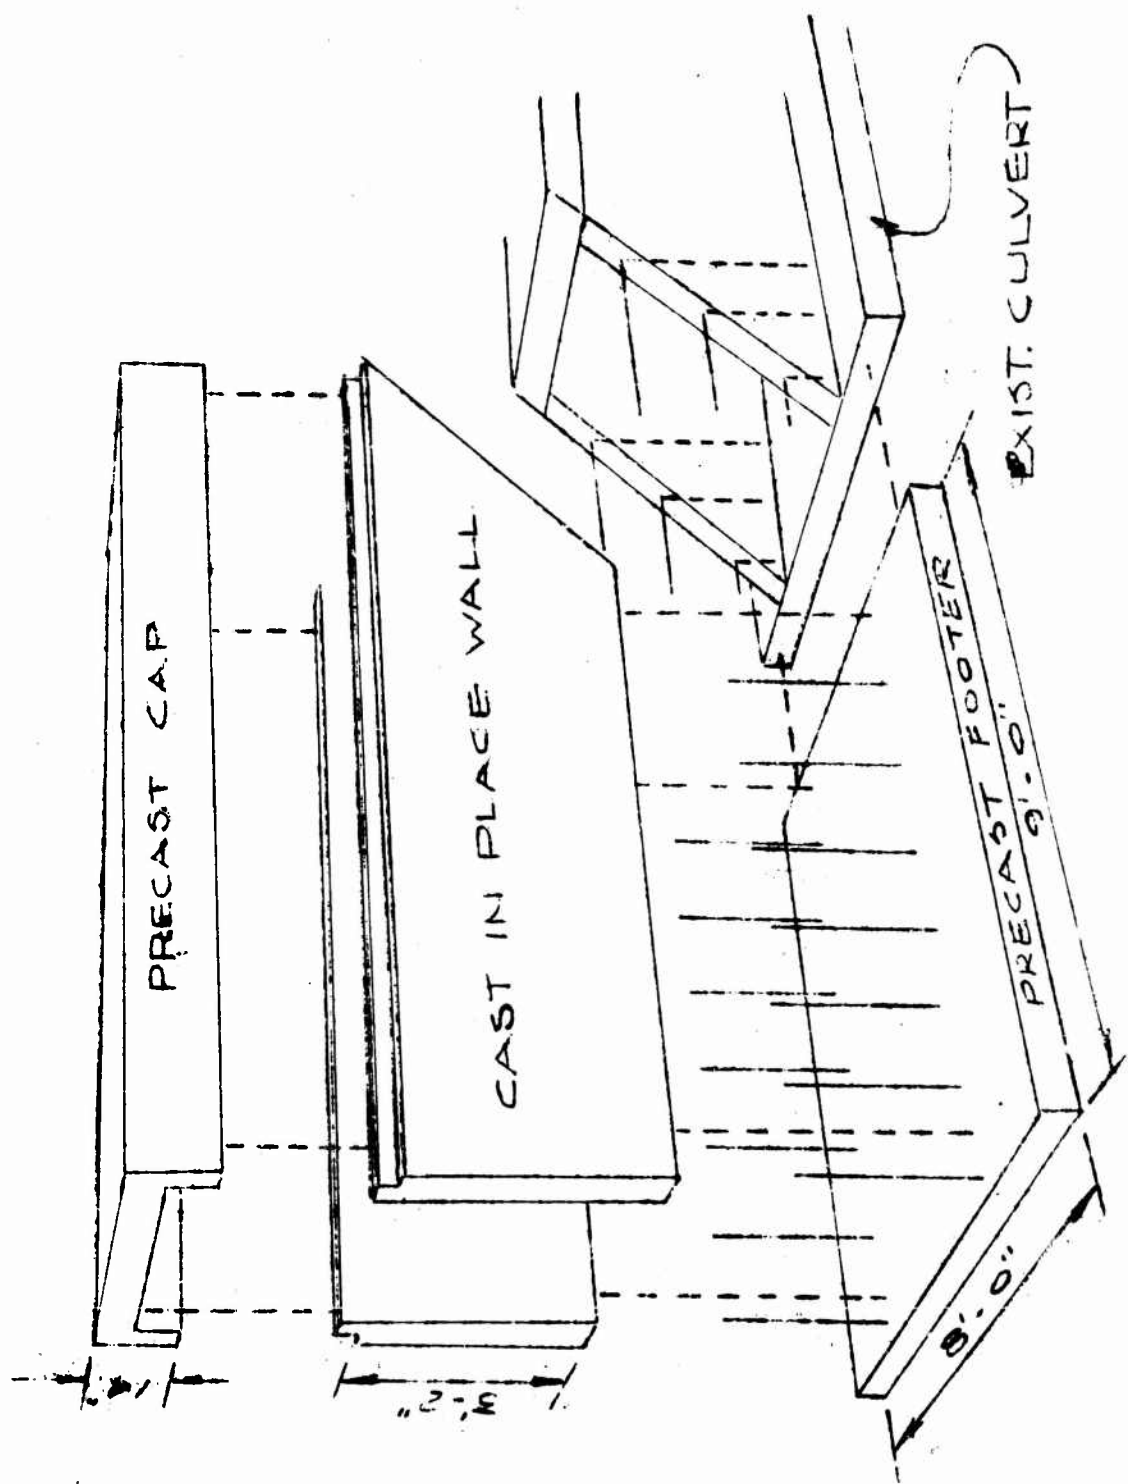 PRECAST CAP
CAST IN PLACE WALL
3'-2"
PRECAST FOOTER
9'-0"
8'-0"
EXIST. CULVERT